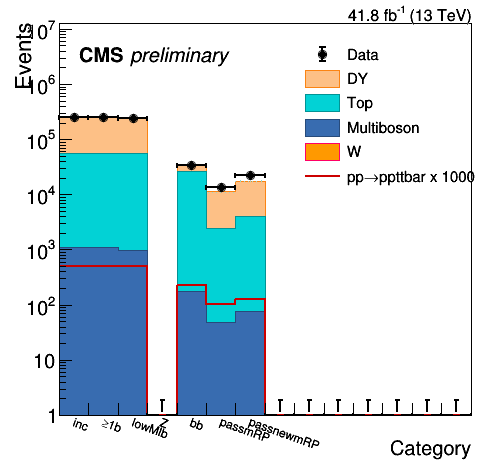 41.8 fb⁻¹ (13 TeV)
Events
CMS preliminary
Data
DY
Top
Multiboson
W
pp→ppttbar x 1000
10⁷
10⁶
10⁵
10⁴
10³
10²
10
1
inc
≥1b
lowMlb
Z
bb
passmRP
passnewmRP
Category